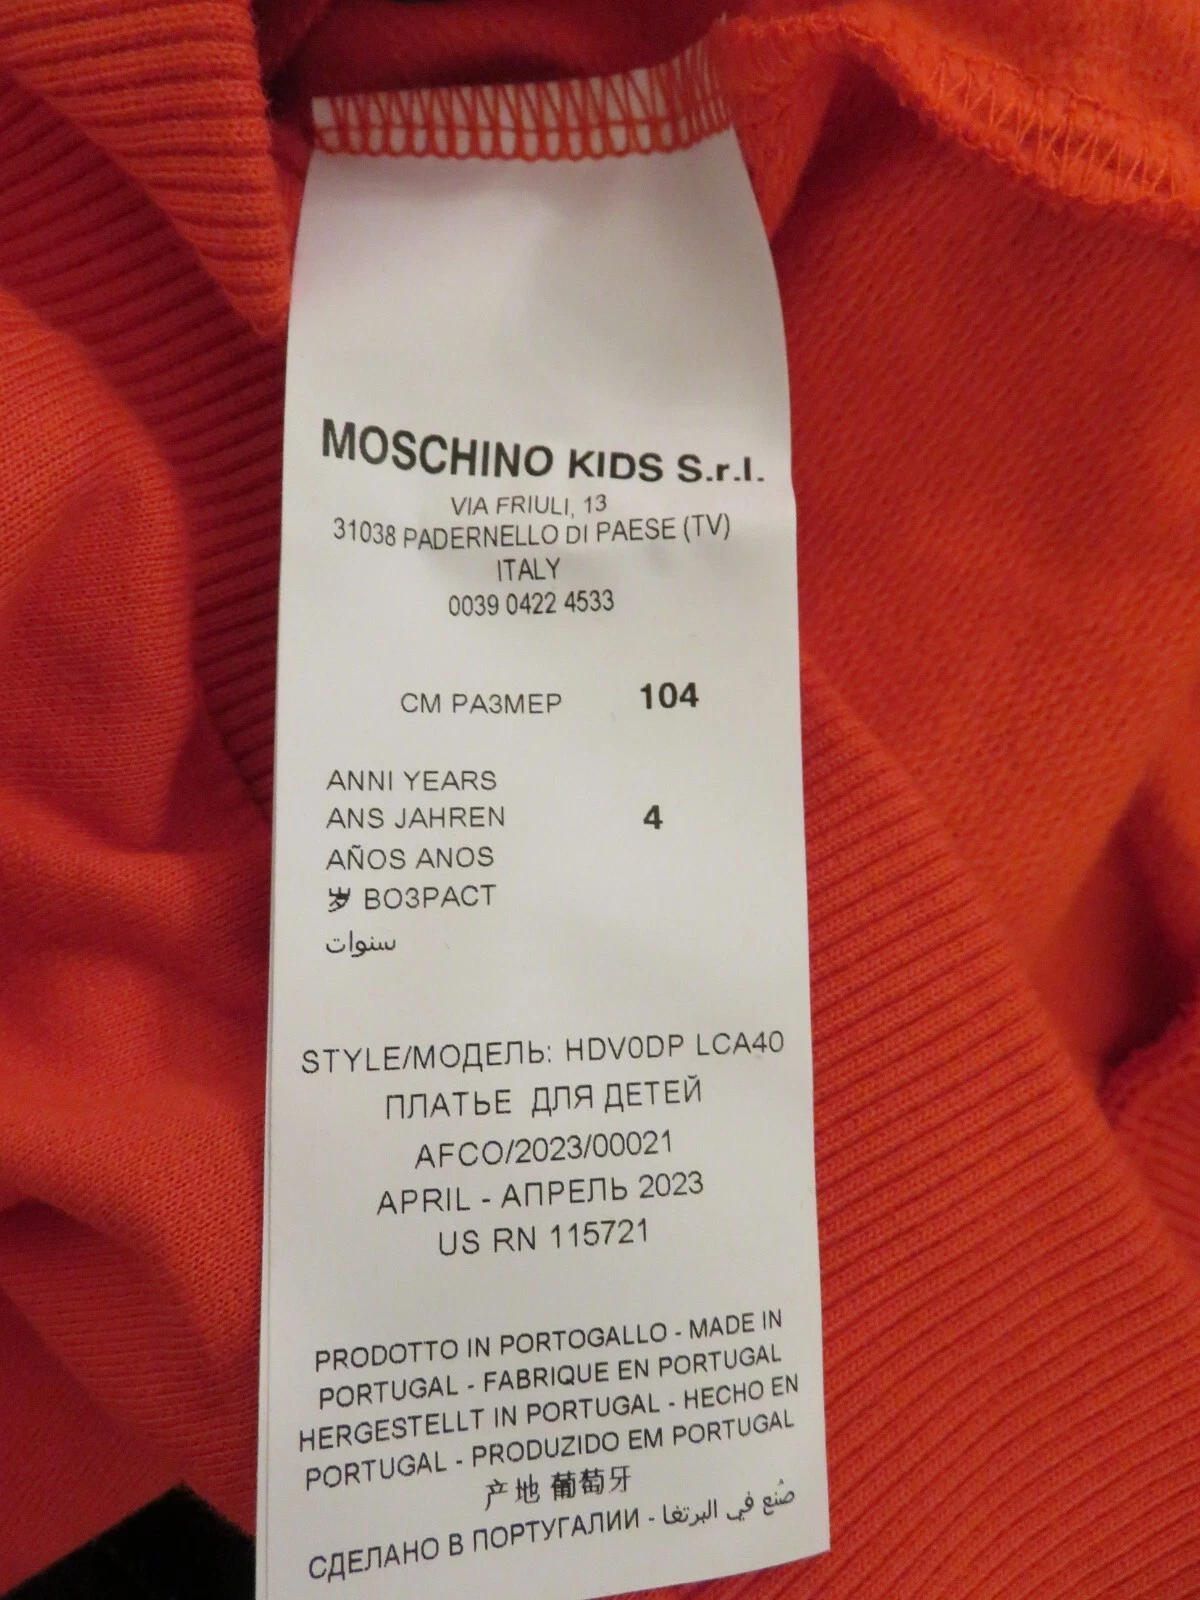 MOSCHINO KIDS S.r.l.
VIA FRIULI, 13
31038 PADERNELLO DI PAESE (TV)
ITALY
0039 0422 4533
СМ РАЗМЕР 104
ANNI YEARS
ANS JAHREN 4
AÑOS ANOS
岁 ВОЗРАСТ
سنوات
STYLE/МОДЕЛЬ: HDV0DP LCA40
ПЛАТЬЕ ДЛЯ ДЕТЕЙ
AFCO/2023/00021
APRIL - АПРЕЛЬ 2023
US RN 115721
PRODOTTO IN PORTOGALLO - MADE IN
PORTUGAL - FABRIQUE EN PORTUGAL
HERGESTELLT IN PORTUGAL - HECHO EN
PORTUGAL - PRODUZIDO EM PORTUGAL
产地 葡萄牙
СДЕЛАНО В ПОРТУГАЛИИ - صُنع في البرتغا